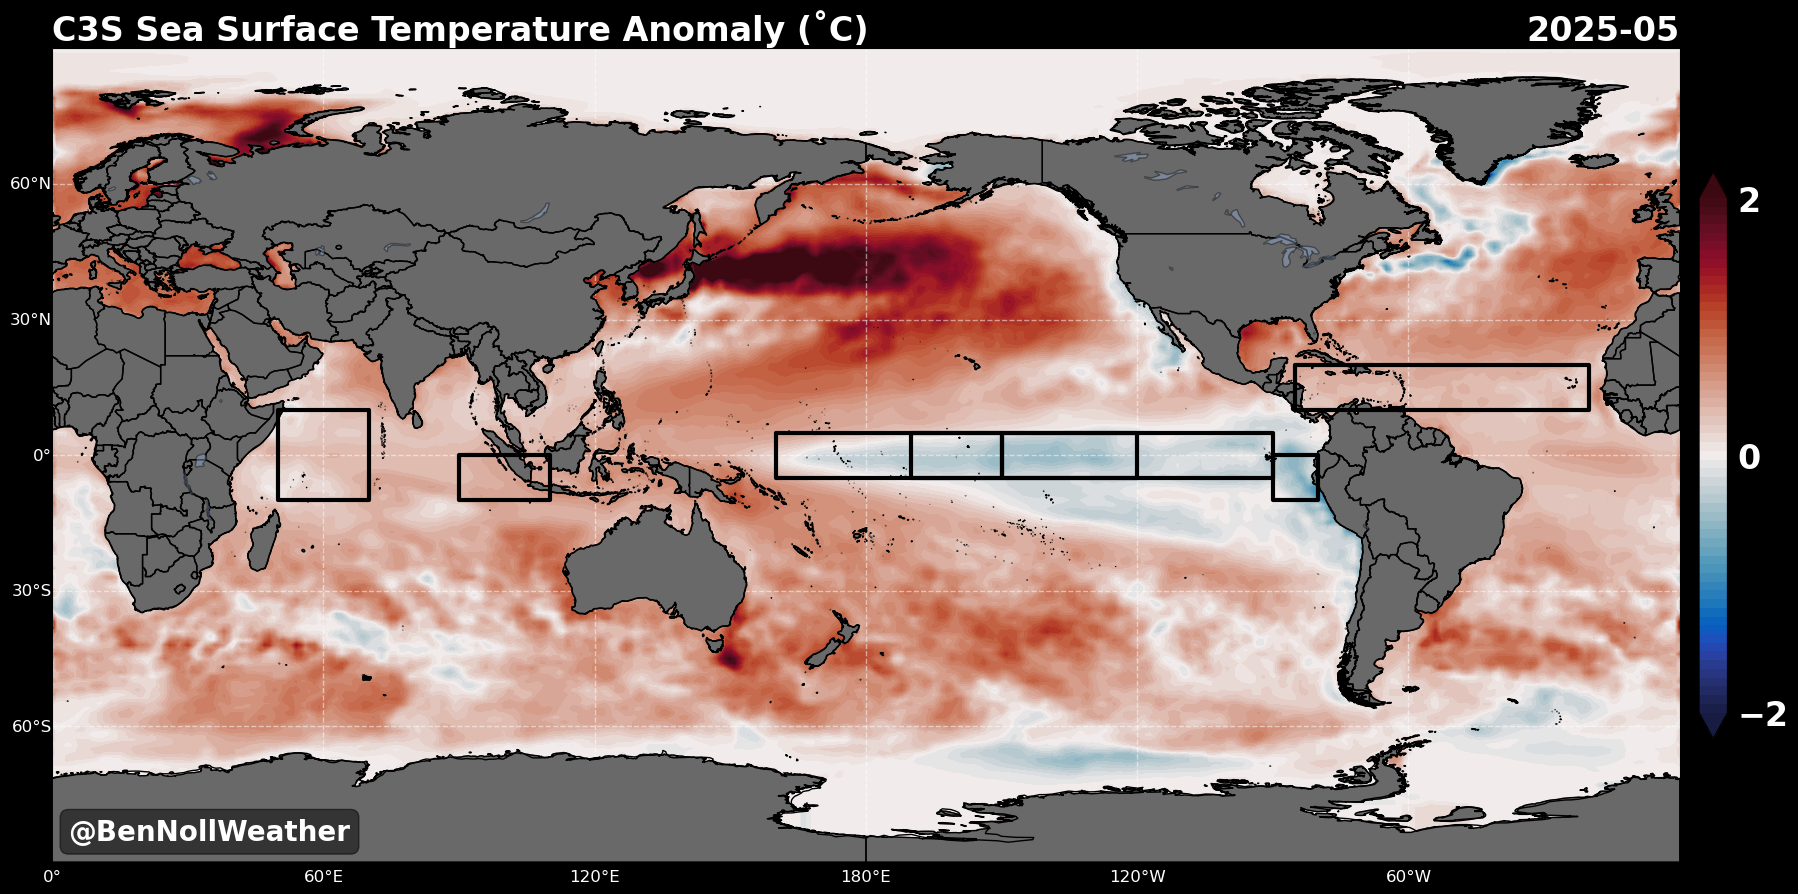 C3S Sea Surface Temperature Anomaly (˚C) 2025-05
60°N
30°N
0°
30°S
60°S
2
0
−2
@BenNollWeather
0° 60°E 120°E 180°E 120°W 60°W